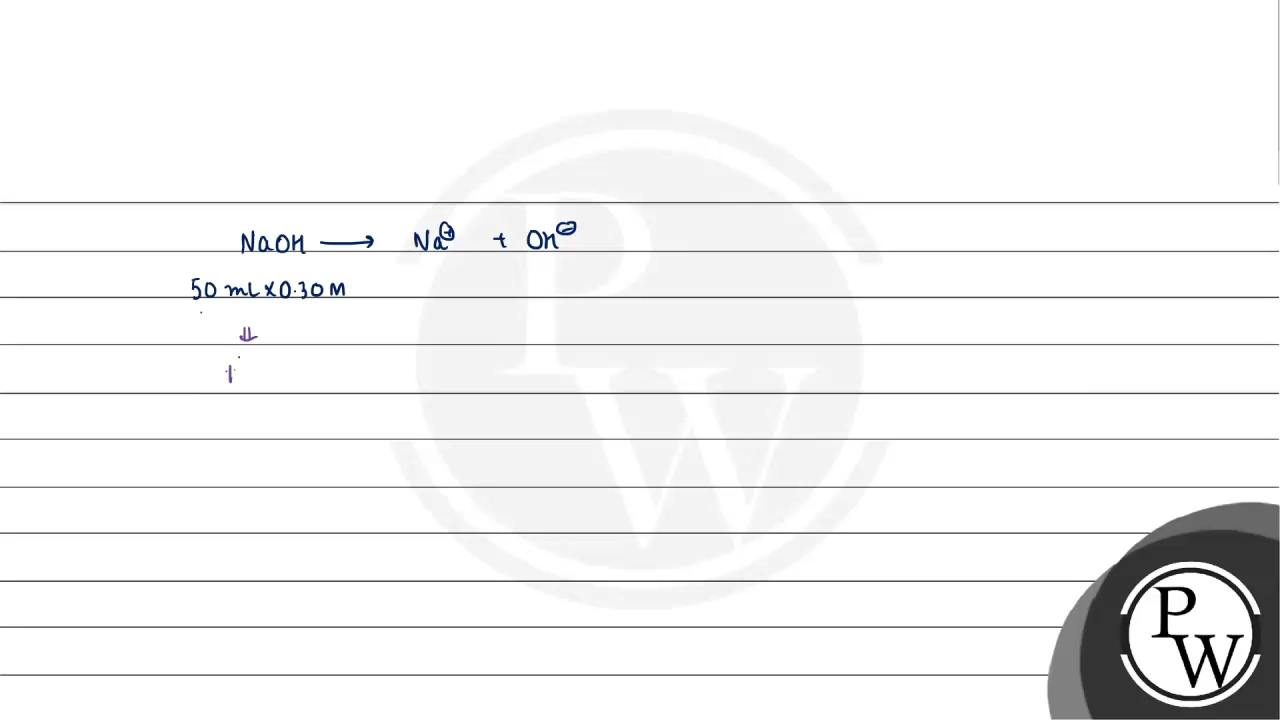 NaOH ⟶ Na⊕ + OH⊖
50 mL × 0.30 M
⇓
P
W
P
W